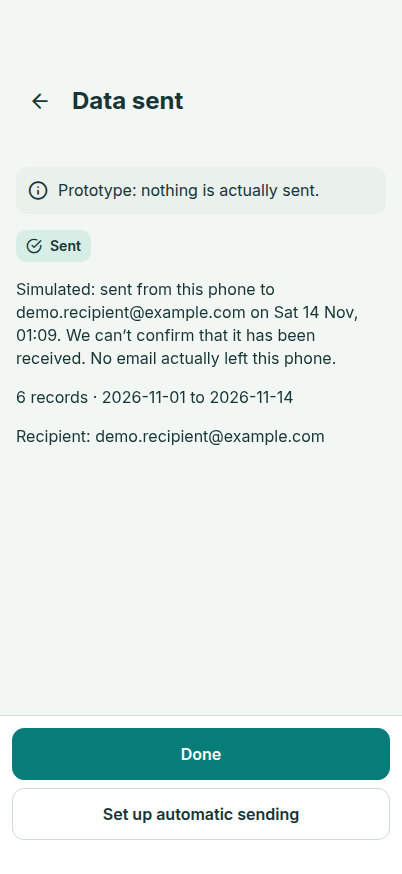 Data sent
Prototype: nothing is actually sent.
Sent
Simulated: sent from this phone to
demo.recipient@example.com on Sat 14 Nov,
01:09. We can’t confirm that it has been
received. No email actually left this phone.
6 records · 2026-11-01 to 2026-11-14
Recipient: demo.recipient@example.com
Done
Set up automatic sending